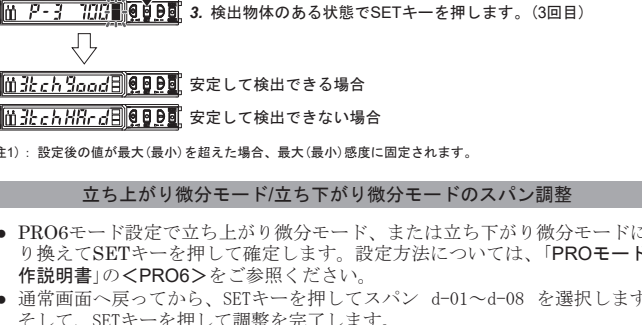 P-3 700 3. 検出物体のある状態でSETキーを押します。(3回目)
3tch9ood 安定して検出できる場合
3tchHArd 安定して検出できない場合
注1）: 設定後の値が最大(最小)を超えた場合、最大(最小)感度に固定されます。
立ち上がり微分モード/立ち下がり微分モードのスパン調整
● PRO6モード設定で立ち上がり微分モード、または立ち下がり微分モードに
り換えてSETキーを押して確定します。設定方法については、「PROモード
作説明書」の<PRO6>をご参照ください。
● 通常画面へ戻ってから、SETキーを押してスパン d-01～d-08 を選択します
そして、SETキーを押して調整を完了します。